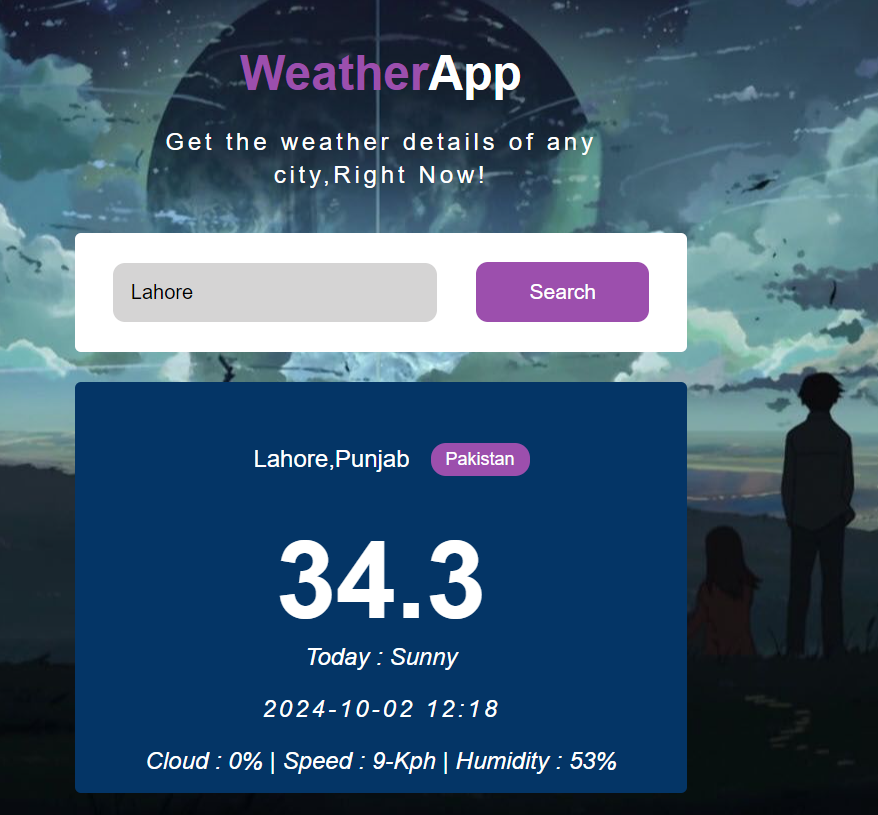 WeatherApp
Get the weather details of any
city,Right Now!
Lahore Search
Lahore,Punjab Pakistan
34.3
Today : Sunny
2024-10-02 12:18
Cloud : 0% | Speed : 9-Kph | Humidity : 53%